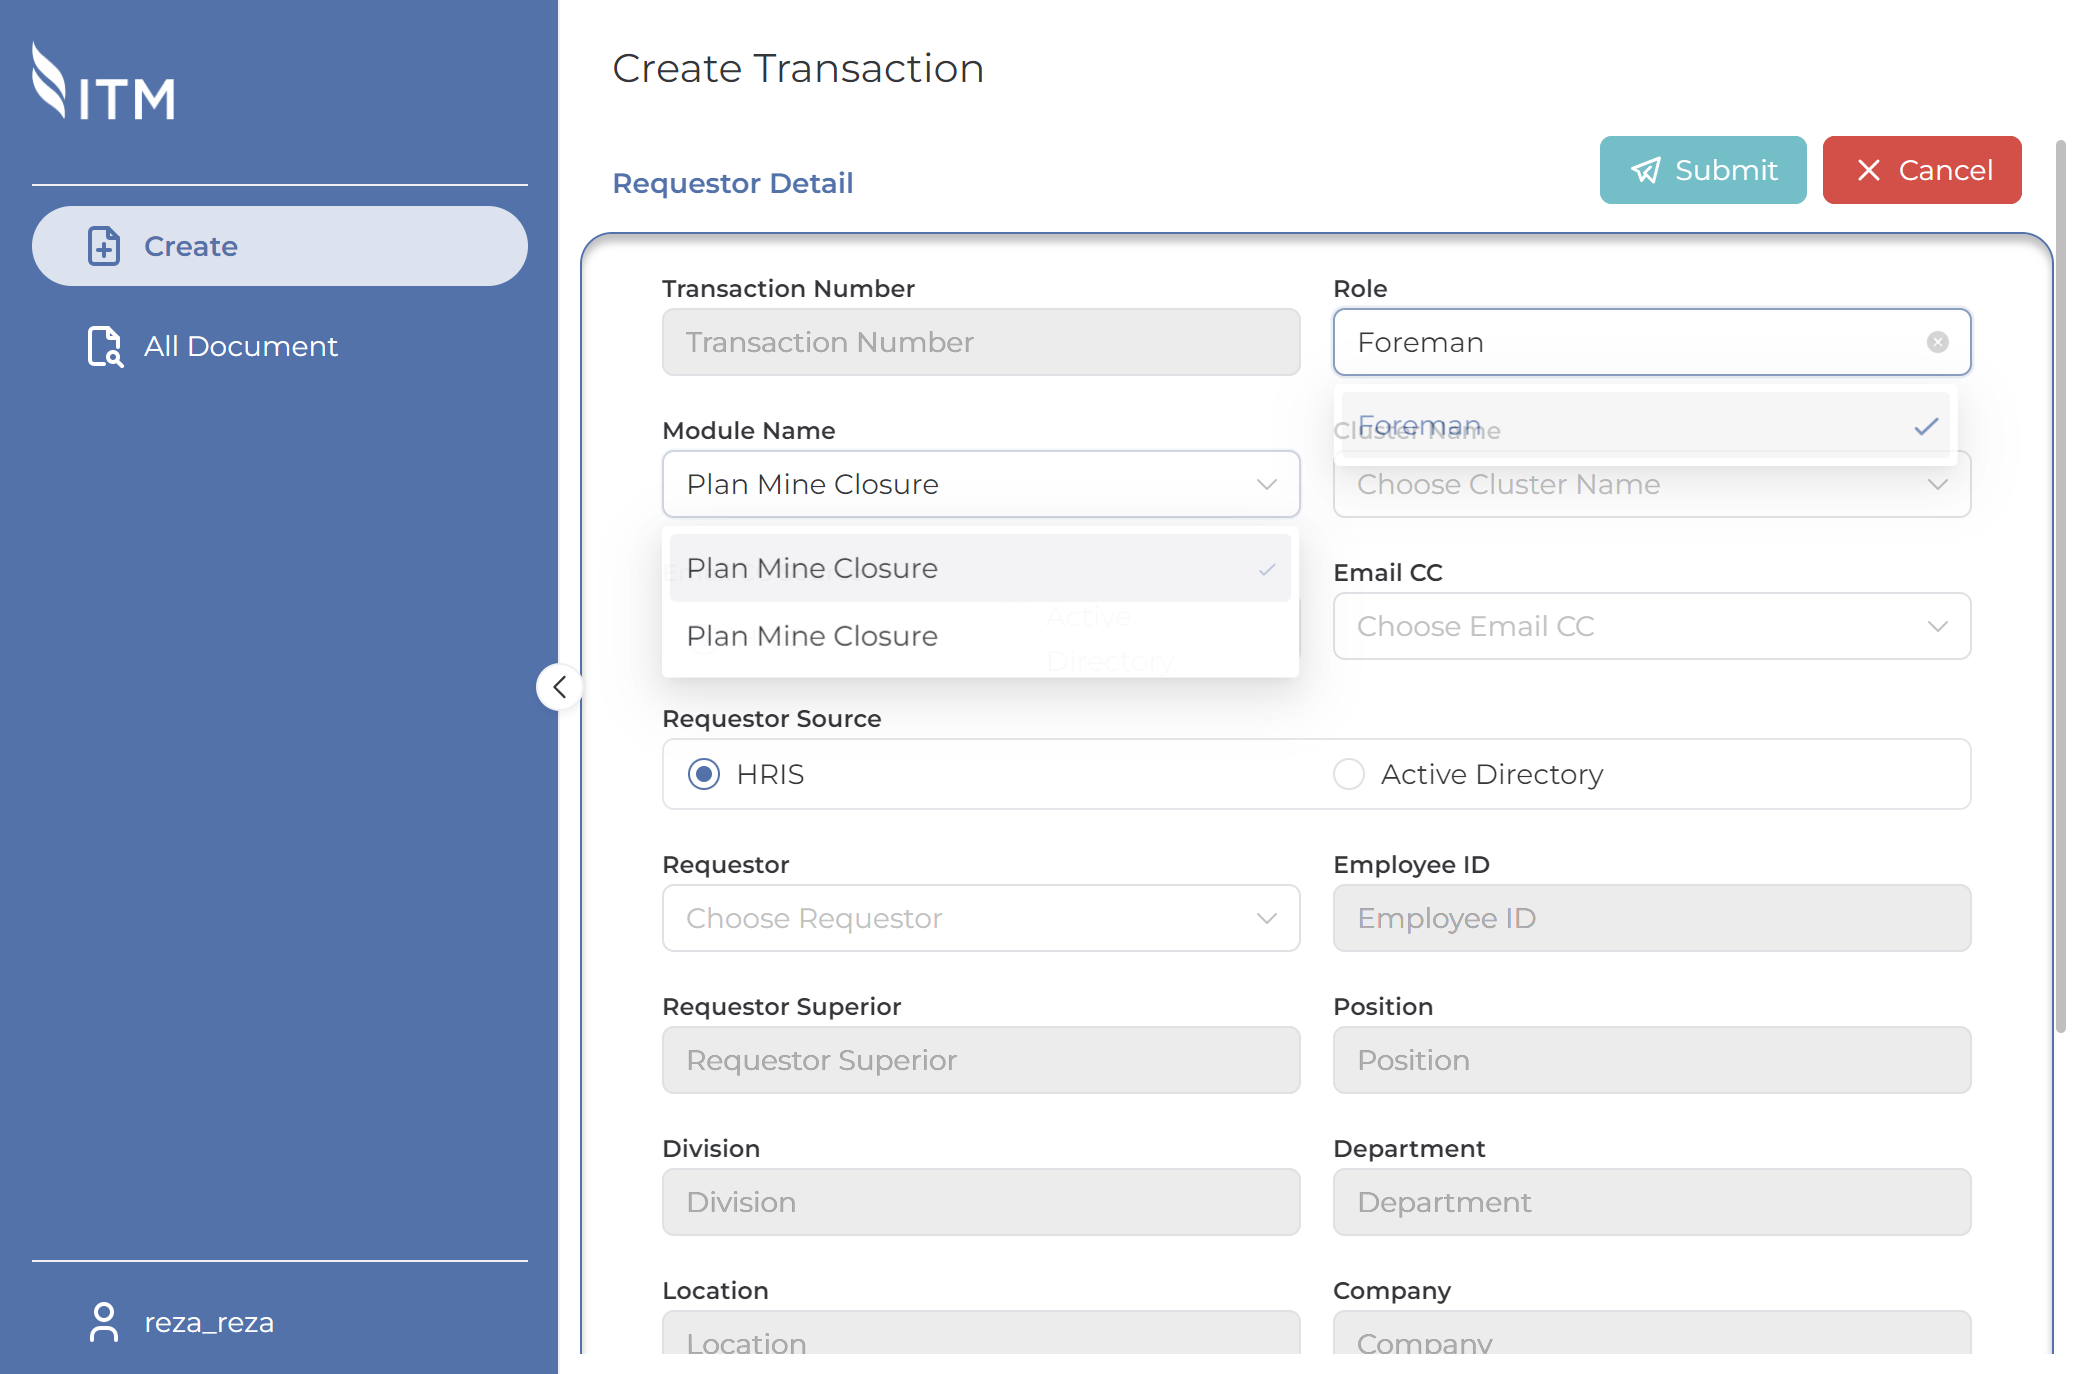 ITM
Create
All Document
reza_reza
Create Transaction
Requestor Detail
Submit
Cancel
Transaction Number
Transaction Number
Role
Foreman
Foreman
Module Name
Plan Mine Closure
Plan Mine Closure
Plan Mine Closure
Cluster Name
Choose Cluster Name
Active
Directory
Email CC
Choose Email CC
Requestor Source
HRIS
Active Directory
Requestor
Choose Requestor
Employee ID
Employee ID
Requestor Superior
Requestor Superior
Position
Position
Division
Division
Department
Department
Location
Location
Company
Company